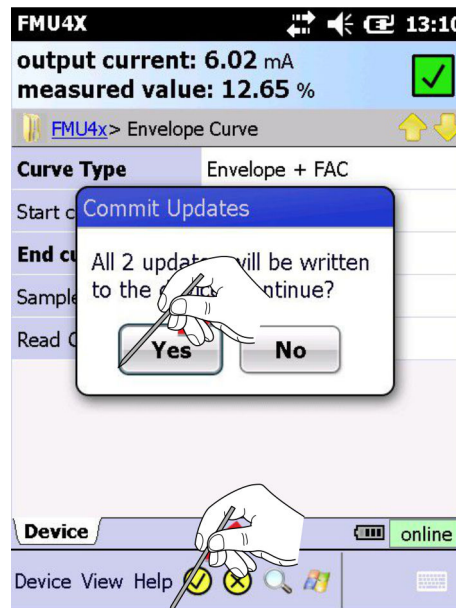 FMU4X 13:10
output current: 6.02 mA
measured value: 12.65 %
FMU4x> Envelope Curve
Curve Type Envelope + FAC
Start c
End cu
Sample
Read C
Commit Updates
All 2 updat will be written
to the ntinue?
Yes No
Device online
Device View Help